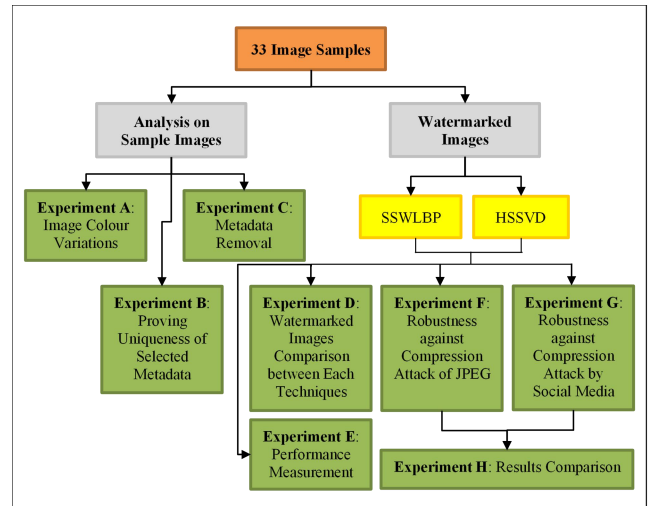 33 Image Samples
Analysis on
Sample Images
Watermarked
Images
Experiment A:
Image Colour
Variations
Experiment C:
Metadata
Removal
SSWLBP
HSSVD
Experiment B:
Proving
Uniqueness of
Selected
Metadata
Experiment D:
Watermarked
Images
Comparison
between Each
Techniques
Experiment F:
Robustness
against
Compression
Attack of JPEG
Experiment G:
Robustness
against
Compression
Attack by
Social Media
Experiment E:
Performance
Measurement
Experiment H: Results Comparison